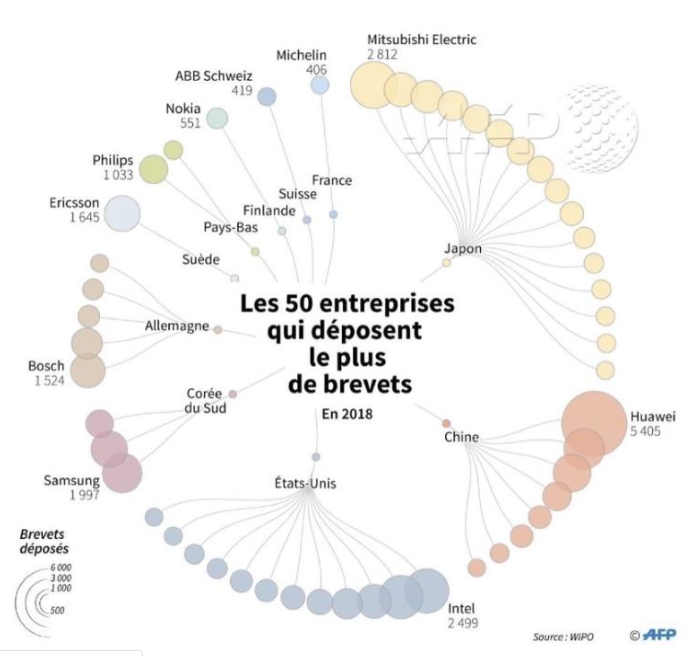 Mitsubishi Electric
2 812
Michelin
406
ABB Schweiz
419
Nokia
551
Philips
1 033
Ericsson
1 645
France
Suisse
Finlande
Pays-Bas
Suède
Japon
AFP
Les 50 entreprises
qui déposent
le plus
de brevets
En 2018
Allemagne
Bosch
1 524
Corée
du Sud
Samsung
1 997
Chine
Huawei
5 405
États-Unis
Intel
2 499
Brevets
déposés
6 000
3 000
1 000
500
Source : WIPO
© AFP